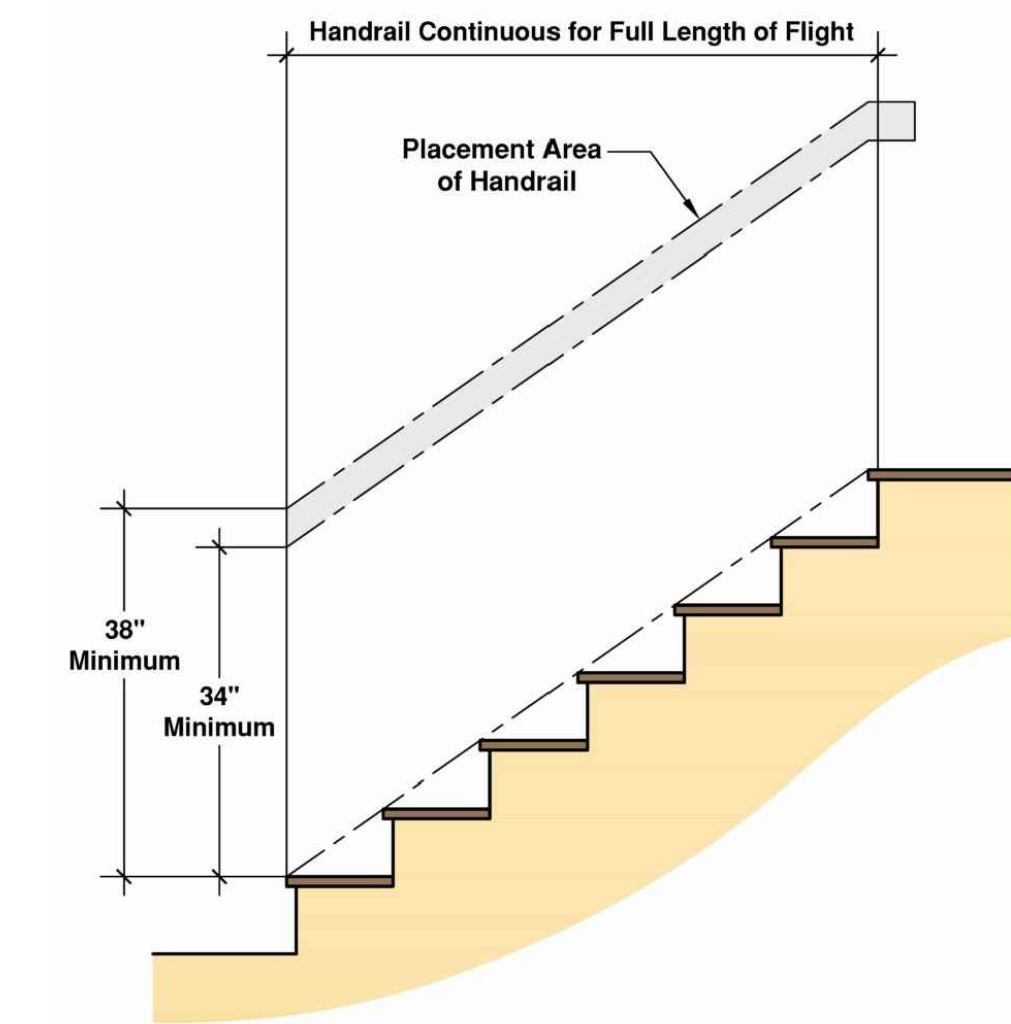 Handrail Continuous for Full Length of Flight
Placement Area
of Handrail
38"
Minimum
34"
Minimum